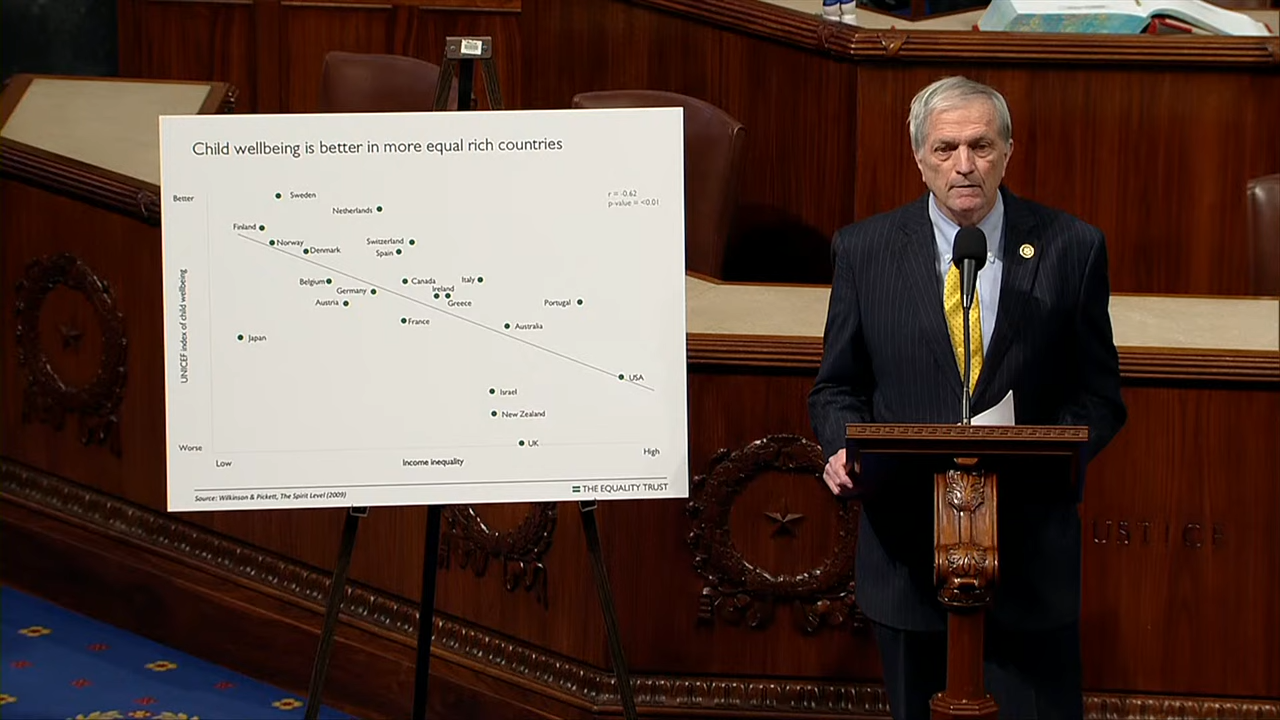 Child wellbeing is better in more equal rich countries
Better
Sweden
r = -0.62
p-value = <0.01
Netherlands
Finland
Norway
Denmark
Switzerland
Spain
Belgium
Germany
Austria
Canada
Ireland
Italy
Greece
Portugal
France
Australia
Japan
UNICEF index of child wellbeing
USA
Israel
New Zealand
UK
Worse
Low
Income inequality
High
Source: Wilkinson & Pickett, The Spirit Level (2009)
THE EQUALITY TRUST
USTICE